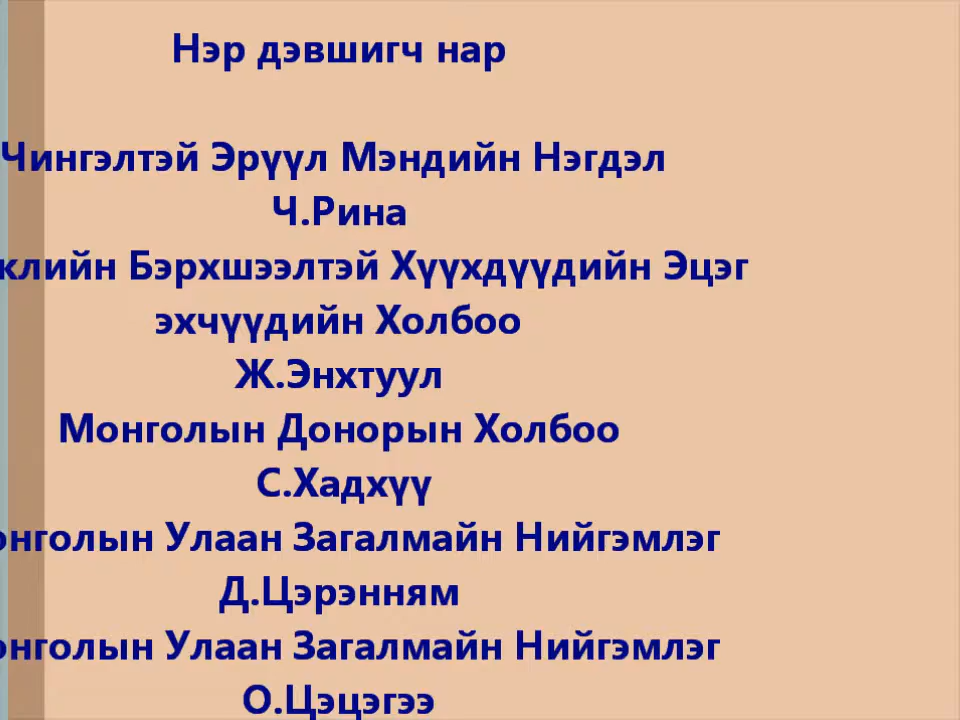 Нэр дэвшигч нар
Чингэлтэй Эрүүл Мэндийн Нэгдэл
Ч.Рина
Бэрхшээлтэй Хүүхдүүдийн Эцэг
эхчүүдийн Холбоо
Ж.Энхтуул
Монголын Донорын Холбоо
С.Хадхүү
Улаан Загалмайн Нийгэмлэг
Д.Цэрэнням
Улаан Загалмайн Нийгэмлэг
О.Цэцэгээ